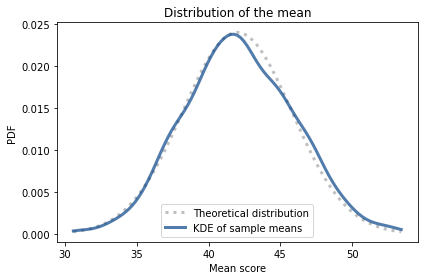 Distribution of the mean
0.025
0.020
0.015
0.010
0.005
0.000
PDF
Theoretical distribution
KDE of sample means
30 35 40 45 50
Mean score